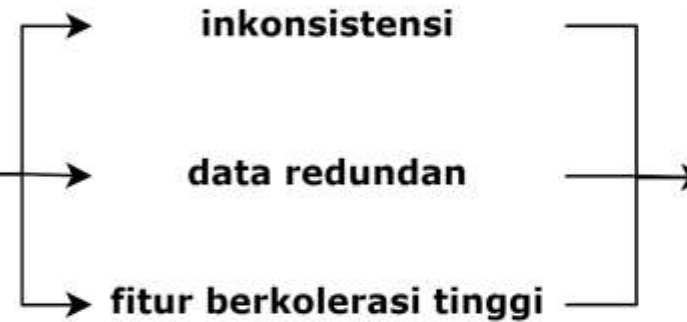 inkonsistensi
data redundan
fitur berkolerasi tinggi